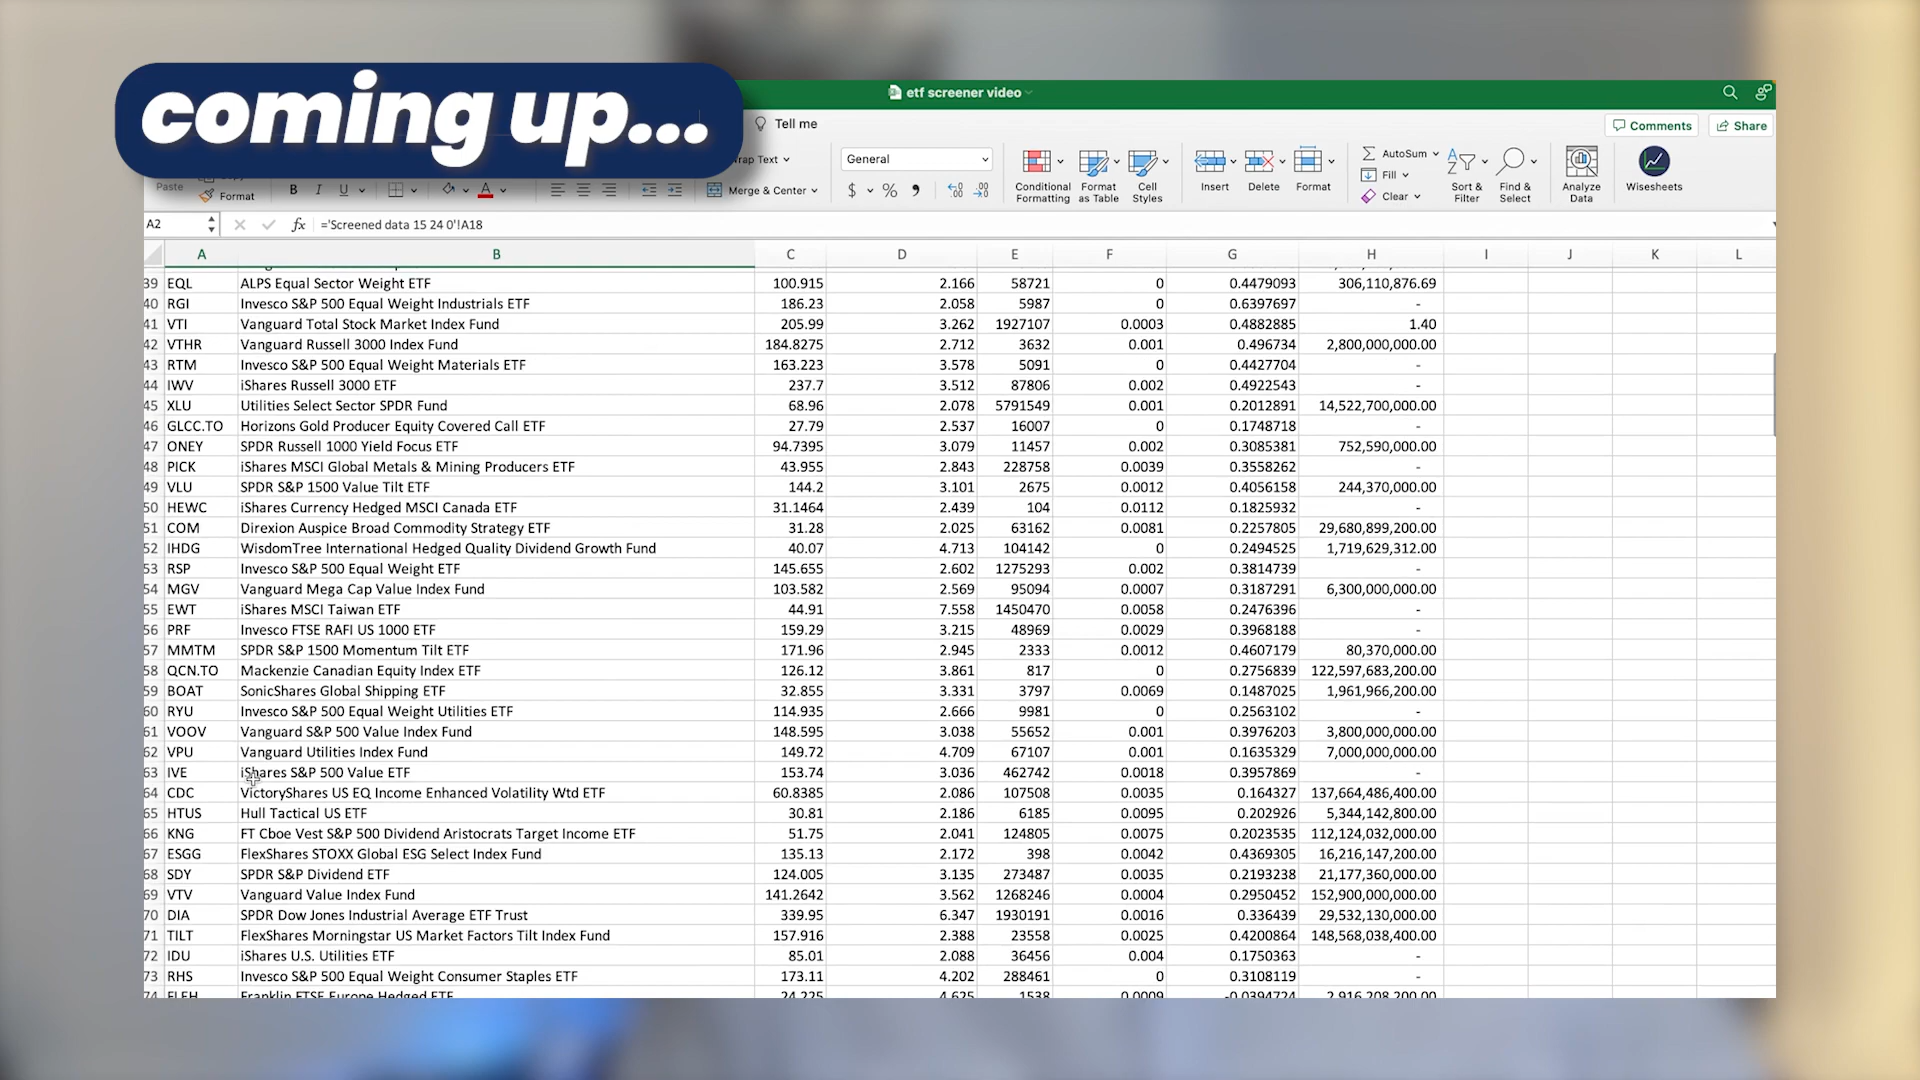 coming up...
etf screener video
Tell me
Comments
Share
Wrap Text
General
AutoSum
Fill
Clear
Paste
Format
B I U
A
Merge & Center
$ % 9
Conditional Formatting
Format as Table
Cell Styles
Insert
Delete
Format
Sort & Filter
Find & Select
Analyze Data
Wisesheets
A2 fx ='Screened data 15 24 0'!A18
A B C D E F G H I J K L
39 EQL ALPS Equal Sector Weight ETF 100.915 2.166 58721 0 0.4479093 306,110,876.69
40 RGI Invesco S&P 500 Equal Weight Industrials ETF 186.23 2.058 5987 0 0.6397697 -
41 VTI Vanguard Total Stock Market Index Fund 205.99 3.262 1927107 0.0003 0.4882885 1.40
42 VTHR Vanguard Russell 3000 Index Fund 184.8275 2.712 3632 0.001 0.496734 2,800,000,000.00
43 RTM Invesco S&P 500 Equal Weight Materials ETF 163.223 3.578 5091 0 0.4427704 -
44 IWV iShares Russell 3000 ETF 237.7 3.512 87806 0.002 0.4922543 -
45 XLU Utilities Select Sector SPDR Fund 68.96 2.078 5791549 0.001 0.2012891 14,522,700,000.00
46 GLCC.TO Horizons Gold Producer Equity Covered Call ETF 27.79 2.537 16007 0 0.1748718 -
47 ONEY SPDR Russell 1000 Yield Focus ETF 94.7395 3.079 11457 0.002 0.3085381 752,590,000.00
48 PICK iShares MSCI Global Metals & Mining Producers ETF 43.955 2.843 228758 0.0039 0.3558262 -
49 VLU SPDR S&P 1500 Value Tilt ETF 144.2 3.101 2675 0.0012 0.4056158 244,370,000.00
50 HEWC iShares Currency Hedged MSCI Canada ETF 31.1464 2.439 104 0.0112 0.1825932 -
51 COM Direxion Auspice Broad Commodity Strategy ETF 31.28 2.025 63162 0.0081 0.2257805 29,680,899,200.00
52 IHDG WisdomTree International Hedged Quality Dividend Growth Fund 40.07 4.713 104142 0 0.2494525 1,719,629,312.00
53 RSP Invesco S&P 500 Equal Weight ETF 145.655 2.602 1275293 0.002 0.3814739 -
54 MGV Vanguard Mega Cap Value Index Fund 103.582 2.569 95094 0.0007 0.3187291 6,300,000,000.00
55 EWT iShares MSCI Taiwan ETF 44.91 7.558 1450470 0.0058 0.2476396 -
56 PRF Invesco FTSE RAFI US 1000 ETF 159.29 3.215 48969 0.0029 0.3968188 -
57 MMTM SPDR S&P 1500 Momentum Tilt ETF 171.96 2.945 2333 0.0012 0.4607179 80,370,000.00
58 QCN.TO Mackenzie Canadian Equity Index ETF 126.12 3.861 817 0 0.2756839 122,597,683,200.00
59 BOAT SonicShares Global Shipping ETF 32.855 3.331 3797 0.0069 0.1487025 1,961,966,200.00
60 RYU Invesco S&P 500 Equal Weight Utilities ETF 114.935 2.666 9981 0 0.2563102 -
61 VOOV Vanguard S&P 500 Value Index Fund 148.595 3.038 55652 0.001 0.3976203 3,800,000,000.00
62 VPU Vanguard Utilities Index Fund 149.72 4.709 67107 0.001 0.1635329 7,000,000,000.00
63 IVE iShares S&P 500 Value ETF 153.74 3.036 462742 0.0018 0.3957869 -
64 CDC VictoryShares US EQ Income Enhanced Volatility Wtd ETF 60.8385 2.086 107508 0.0035 0.164327 137,664,486,400.00
65 HTUS Hull Tactical US ETF 30.81 2.186 6185 0.0095 0.202926 5,344,142,800.00
66 KNG FT Cboe Vest S&P 500 Dividend Aristocrats Target Income ETF 51.75 2.041 124805 0.0075 0.2023535 112,124,032,000.00
67 ESGG FlexShares STOXX Global ESG Select Index Fund 135.13 2.172 398 0.0042 0.4369305 16,216,147,200.00
68 SDY SPDR S&P Dividend ETF 124.005 3.135 273487 0.0035 0.2193238 21,177,360,000.00
69 VTV Vanguard Value Index Fund 141.2642 3.562 1268246 0.0004 0.2950452 152,900,000,000.00
70 DIA SPDR Dow Jones Industrial Average ETF Trust 339.95 6.347 1930191 0.0016 0.336439 29,532,130,000.00
71 TILT FlexShares Morningstar US Market Factors Tilt Index Fund 157.916 2.388 23558 0.0025 0.4200864 148,568,038,400.00
72 IDU iShares U.S. Utilities ETF 85.01 2.088 36456 0.004 0.1750363 -
73 RHS Invesco S&P 500 Equal Weight Consumer Staples ETF 173.11 4.202 288461 0 0.3108119 -
74 FLEH Franklin FTSE Europe Hedged ETF 24.225 4.625 1538 0.0009 -0.0394724 2,916,208,200.00